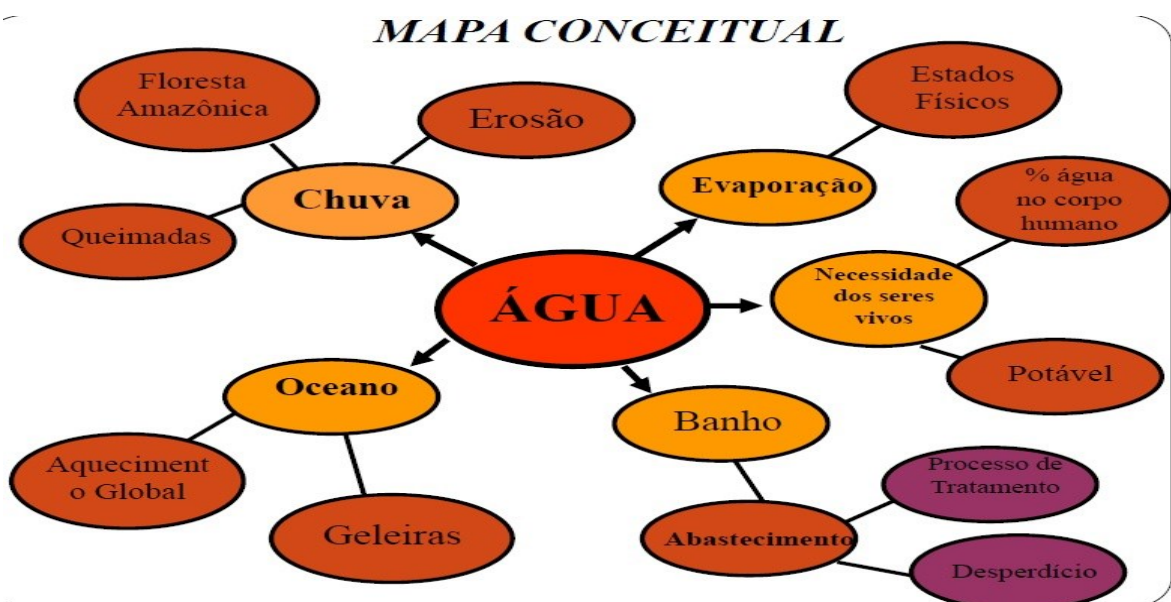 MAPA CONCEITUAL
Floresta
Amazônica
Erosão
Chuva
Queimadas
Estados
Físicos
Evaporação
% água
no corpo
humano
Necessidade
dos seres
vivos
Potável
ÁGUA
Oceano
Aqueciment
o Global
Geleiras
Banho
Abastecimento
Processo de
Tratamento
Desperdício